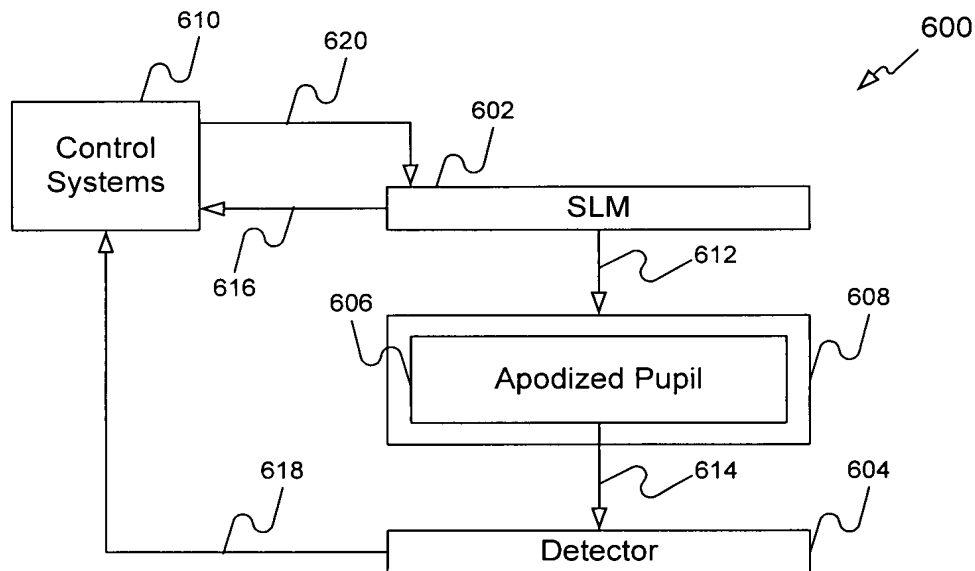 610
620
600
602
Control
Systems
SLM
616
612
606
608
Apodized Pupil
618
614
604
Detector